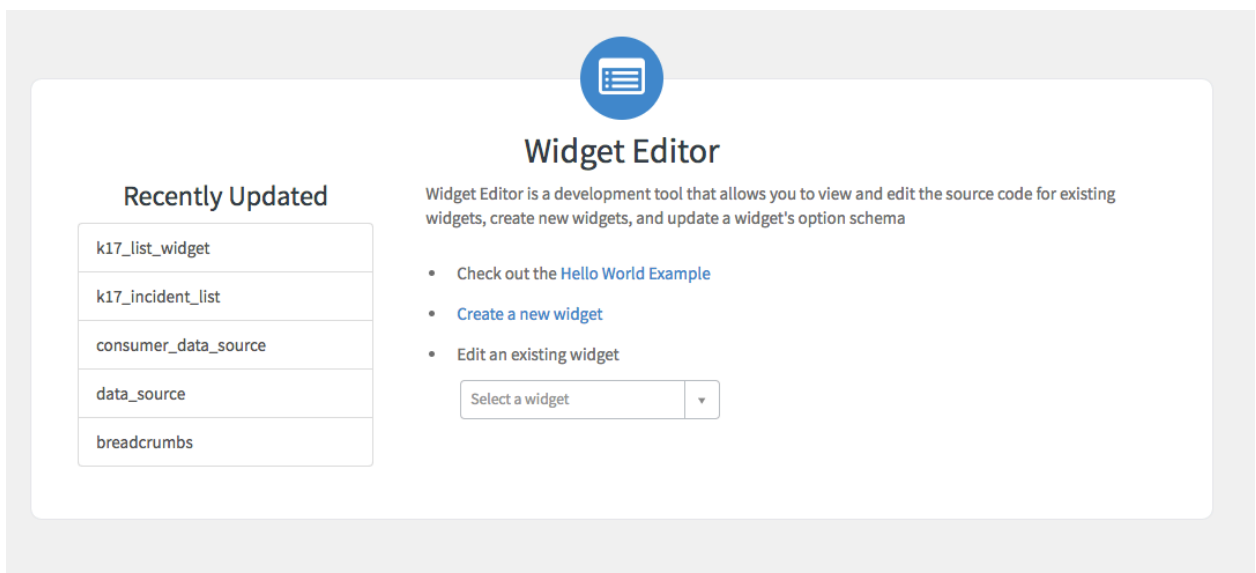 Widget Editor
Recently Updated
k17_list_widget
k17_incident_list
consumer_data_source
data_source
breadcrumbs
Widget Editor is a development tool that allows you to view and edit the source code for existing
widgets, create new widgets, and update a widget's option schema
• Check out the Hello World Example
• Create a new widget
• Edit an existing widget
Select a widget